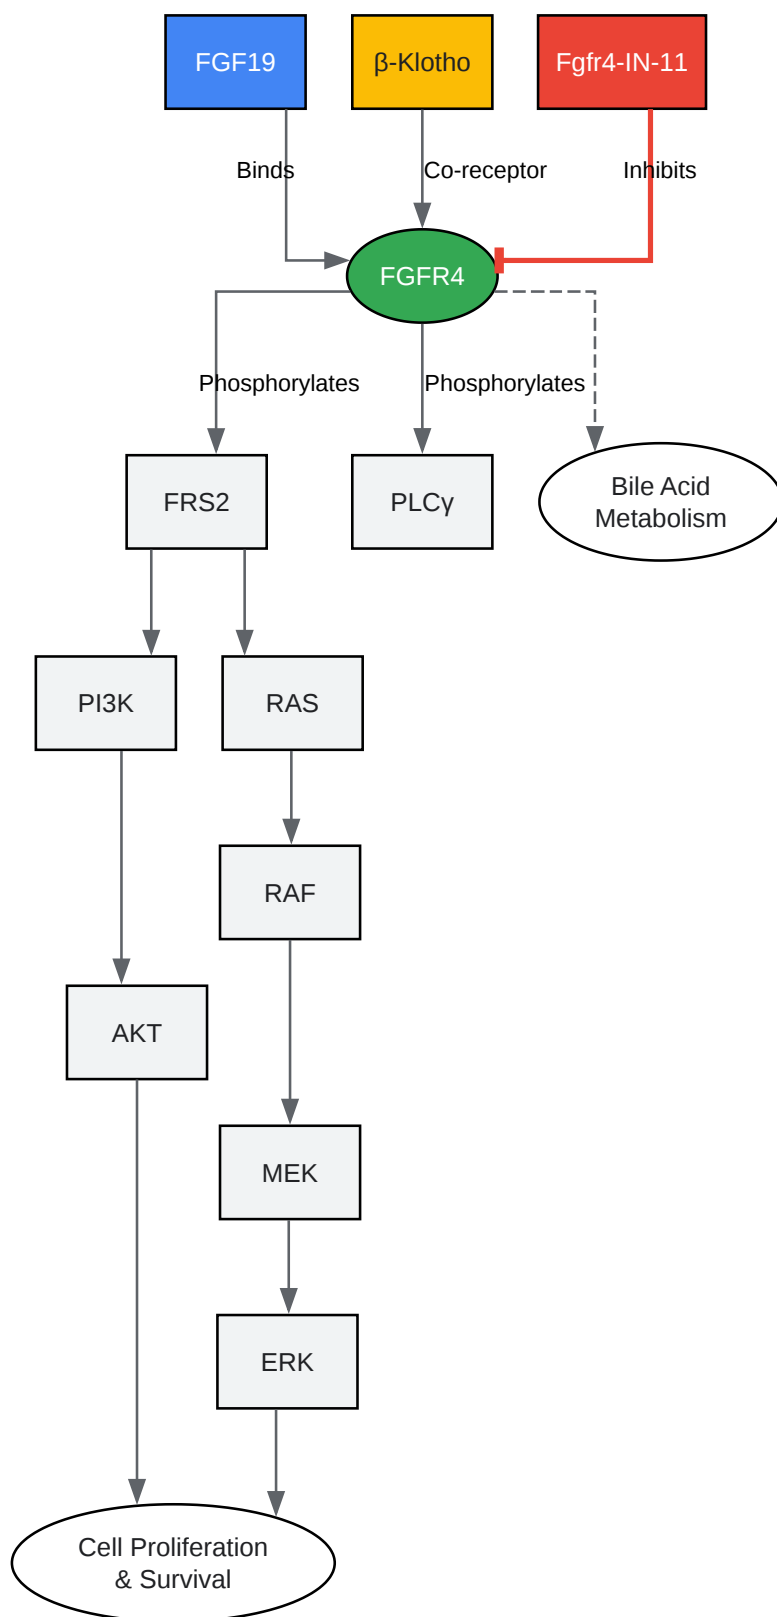 FGF19
β-Klotho
Fgfr4-IN-11
Binds
Co-receptor
Inhibits
FGFR4
Phosphorylates
Phosphorylates
FRS2
PLCγ
Bile Acid
Metabolism
PI3K
RAS
RAF
AKT
MEK
ERK
Cell Proliferation
& Survival